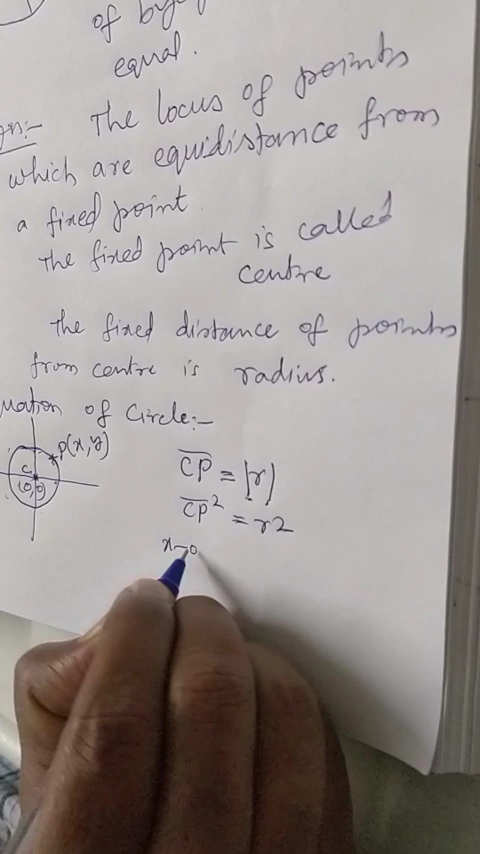 equal.
The locus of points
which are equidistance from
a fixed point.
The fixed point is called
centre
The fixed distance of points
from centre is radius.
of Circle:-
P(x,y)
C
(0,0)
CP = |r|
CP² = r2
x-0